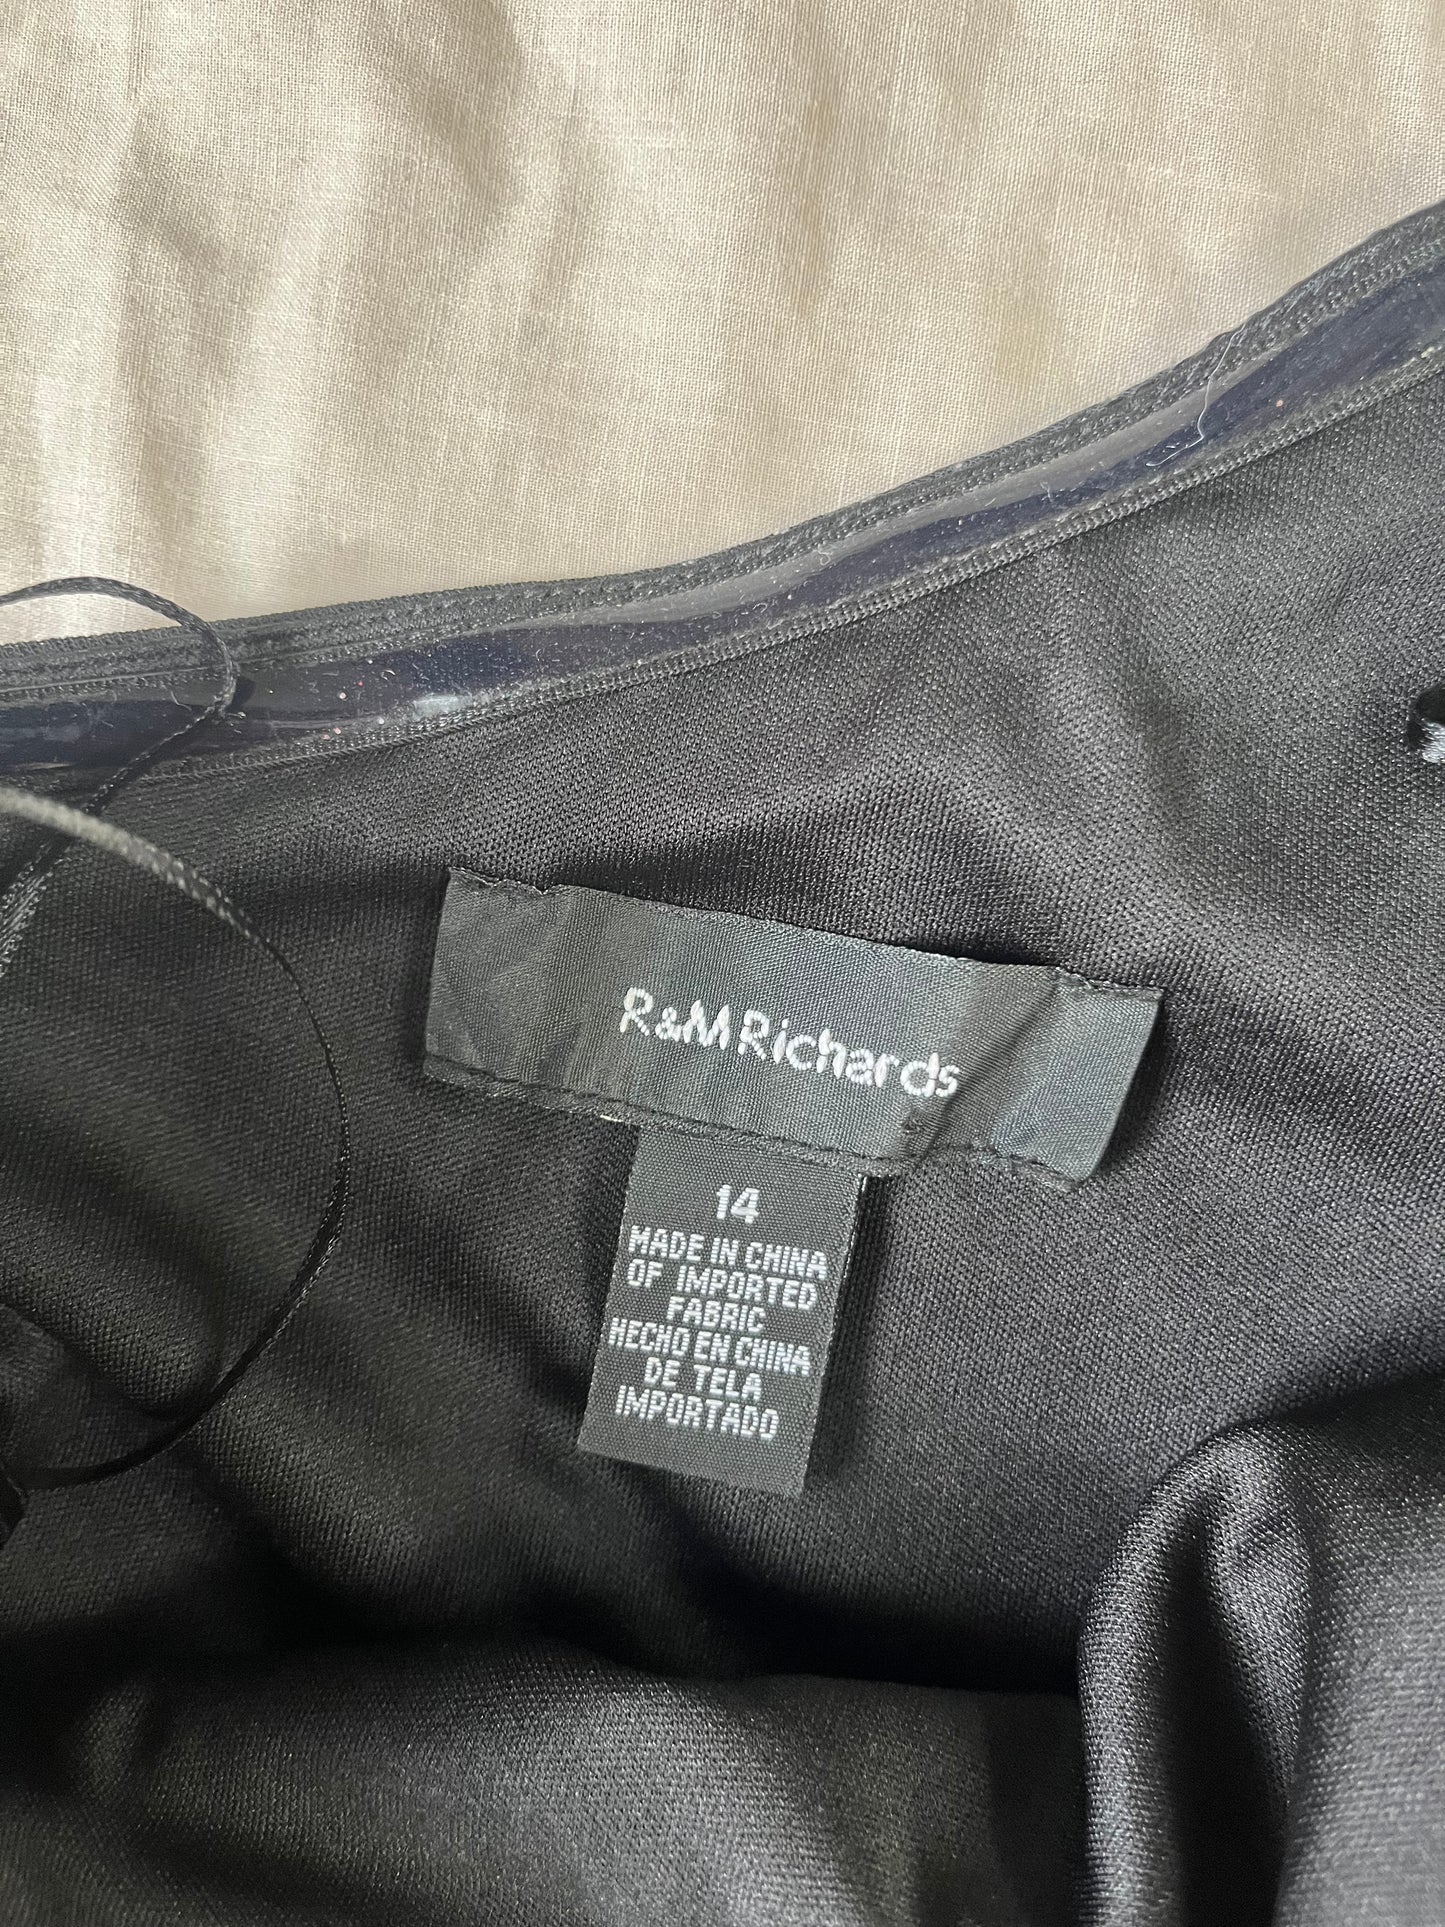 R&M Richards
14
MADE IN CHINA
OF IMPORTED
FABRIC
HECHO EN CHINA
DE TELA
IMPORTADO